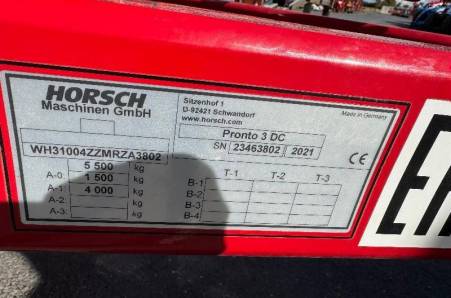 HORSCH
Maschinen GmbH
Sitzenhof 1
D-92421 Schwandorf
www.horsch.com
Made in Germany
Pronto 3 DC
WH31004ZZMRZA3802
SN 23463802 2021
5 500 kg
A-0: 1 500 kg
A-1: 4 000 kg
A-2: kg
A-3: kg
T-1 T-2 T-3
B-1:
B-2:
B-3:
B-4:
CE